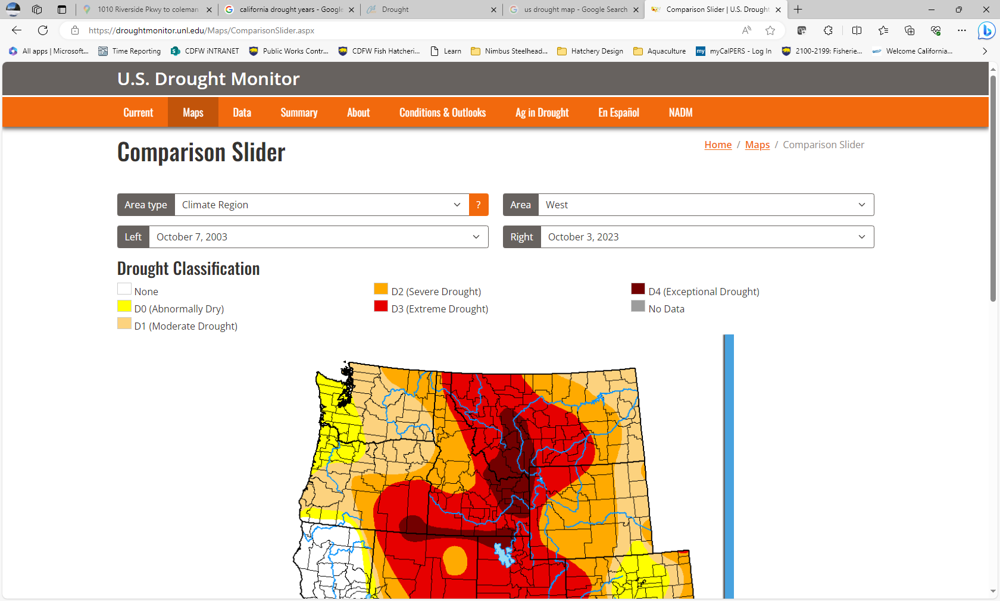 1010 Riverside Pkwy to coleman
california drought years - Google
Drought
us drought map - Google Search
Comparison Slider | U.S. Drought
https://droughtmonitor.unl.edu/Maps/ComparisonSlider.aspx
All apps | Microsoft...
Time Reporting
CDFW iNTRANET
Public Works Contr...
CDFW Fish Hatcheri...
Learn
Nimbus Steelhead...
Hatchery Design
Aquaculture
my
myCalPERS - Log In
2100-2199: Fisherie...
Welcome California...
U.S. Drought Monitor
Current Maps Data Summary About Conditions & Outlooks Ag in Drought En Español NADM
Comparison Slider
Home / Maps / Comparison Slider
Area type Climate Region ?
Area West
Left October 7, 2003
Right October 3, 2023
Drought Classification
None
D0 (Abnormally Dry)
D1 (Moderate Drought)
D2 (Severe Drought)
D3 (Extreme Drought)
D4 (Exceptional Drought)
No Data